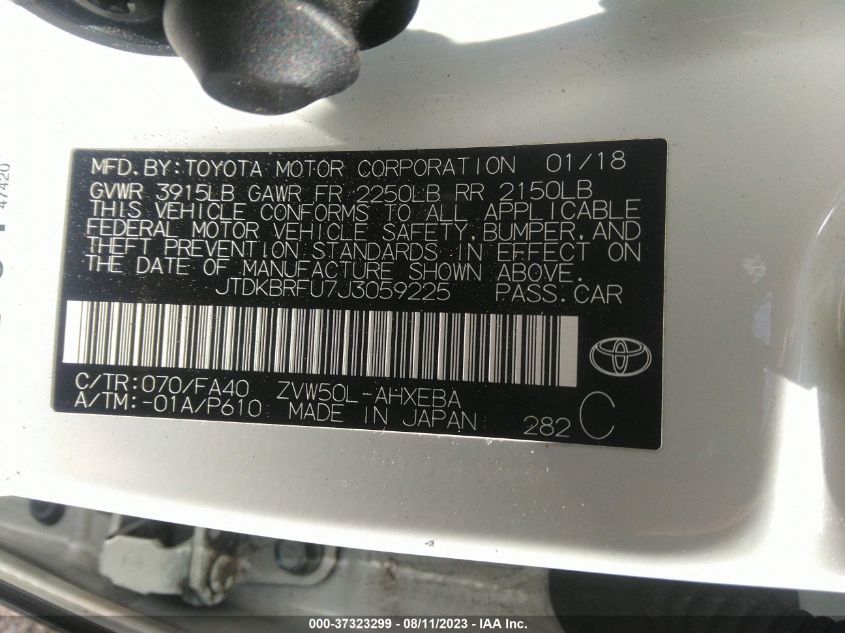 MFD. BY: TOYOTA MOTOR CORPORATION 01/18
GVWR 3915LB GAWR FR 2250LB RR 2150LB
THIS VEHICLE CONFORMS TO ALL APPLICABLE
FEDERAL MOTOR VEHICLE SAFETY, BUMPER, AND
THEFT PREVENTION STANDARDS IN EFFECT ON
THE DATE OF MANUFACTURE SHOWN ABOVE.
JTDKBRFU7J3059225 PASS. CAR
C/TR: 070/FA40 ZVW50L-AHXEBA
A/TM: -01A/P610 MADE IN JAPAN 282 C
47420
000-37323299 - 08/11/2023 - IAA Inc.